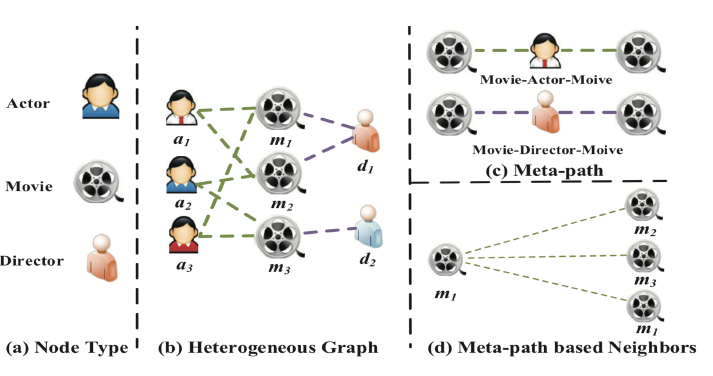 Actor
Movie
Director
(a) Node Type
a1
a2
a3
m1
m2
m3
d1
d2
(b) Heterogeneous Graph
Movie-Actor-Moive
Movie-Director-Moive
(c) Meta-path
m1
m2
m3
m1
(d) Meta-path based Neighbors